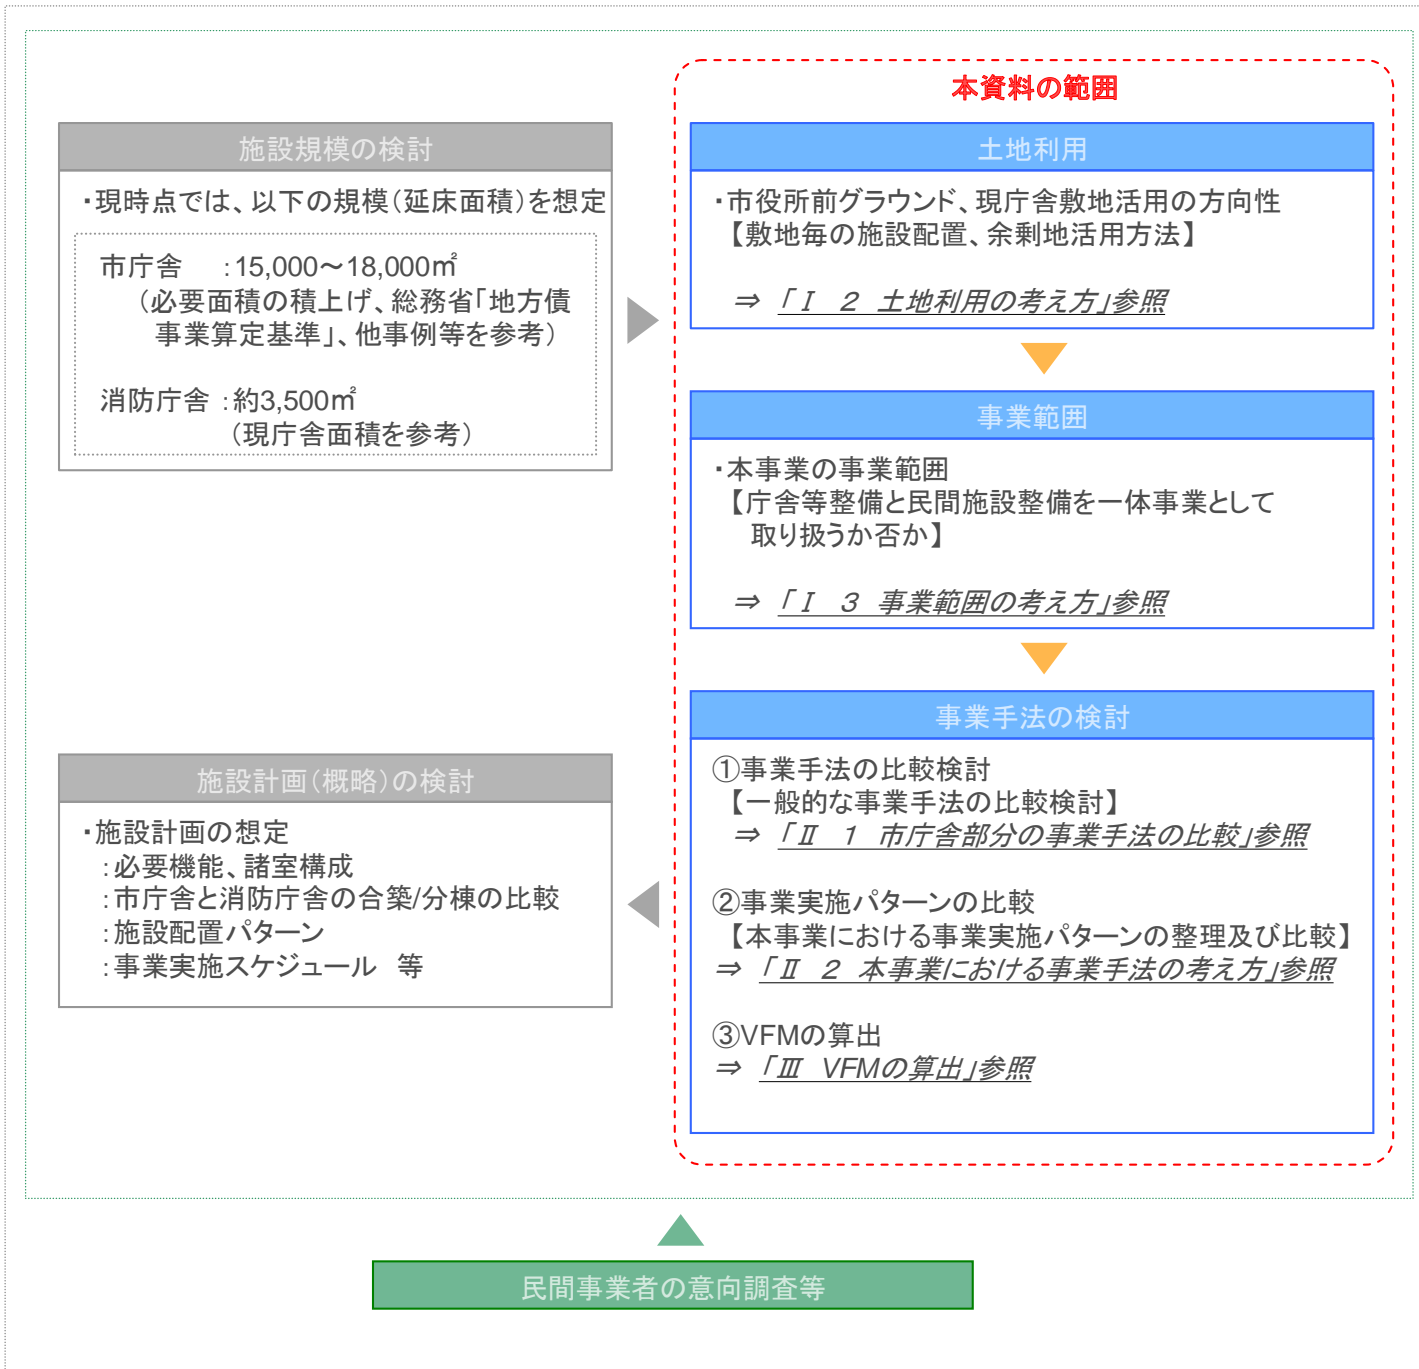 本資料の範囲
施設規模の検討
・現時点では、以下の規模（延床面積）を想定
市庁舎　：15,000～18,000㎡
（必要面積の積上げ、総務省「地方債
事業算定基準」、他事例等を参考）
消防庁舎：約3,500㎡
（現庁舎面積を参考）
土地利用
・市役所前グラウンド、現庁舎敷地活用の方向性
【敷地毎の施設配置、余剰地活用方法】
⇒「Ⅰ　２　土地利用の考え方」参照
事業範囲
・本事業の事業範囲
【庁舎等整備と民間施設整備を一体事業として
取り扱うか否か】
⇒「Ⅰ　３　事業範囲の考え方」参照
事業手法の検討
①事業手法の比較検討
【一般的な事業手法の比較検討】
⇒「Ⅱ　１　市庁舎部分の事業手法の比較」参照
②事業実施パターンの比較
【本事業における事業実施パターンの整理及び比較】
⇒「Ⅱ　２　本事業における事業手法の考え方」参照
③VFMの算出
⇒「Ⅲ　VFMの算出」参照
施設計画（概略）の検討
・施設計画の想定
：必要機能、諸室構成
：市庁舎と消防庁舎の合築/分棟の比較
：施設配置パターン
：事業実施スケジュール　等
民間事業者の意向調査等